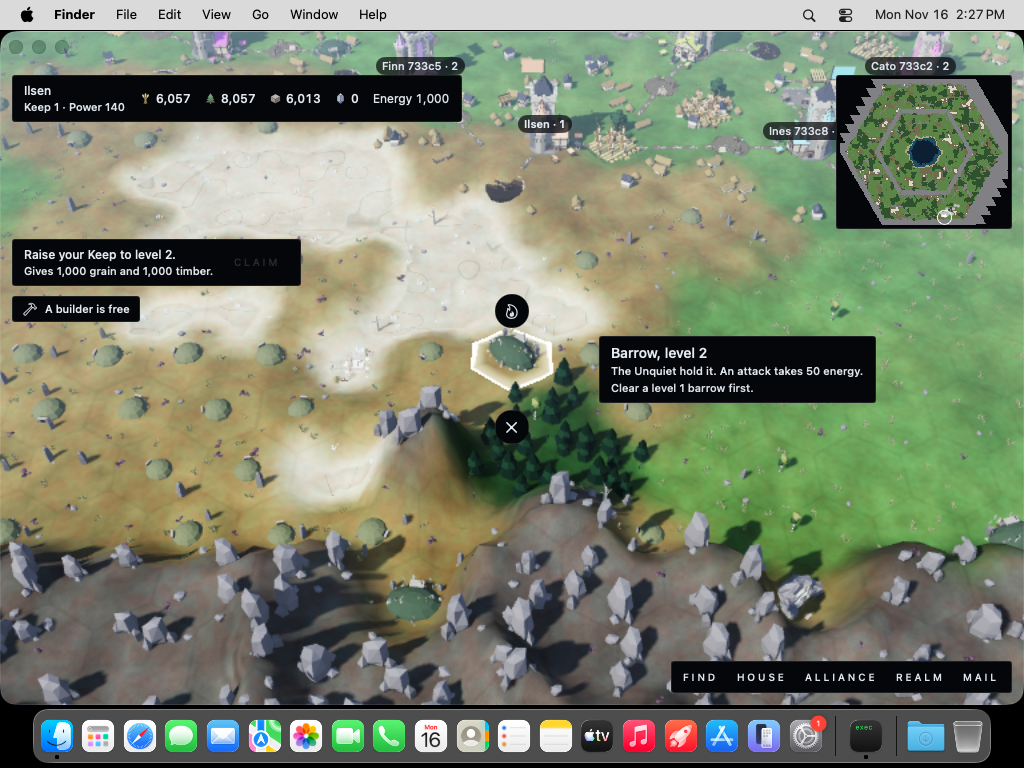 Finder File Edit View Go Window Help Mon Nov 16 2:27 PM
Finn 733c5 · 2
Cato 733c2 · 2
Ilsen
Keep 1 · Power 140
6,057 8,057 6,013 0 Energy 1,000
Ilsen · 1
Ines 733c8 ·
Raise your Keep to level 2.
Gives 1,000 grain and 1,000 timber.
CLAIM
A builder is free
Barrow, level 2
The Unquiet hold it. An attack takes 50 energy.
Clear a level 1 barrow first.
FIND HOUSE ALLIANCE REALM MAIL
Mon
16
tv
1
exec